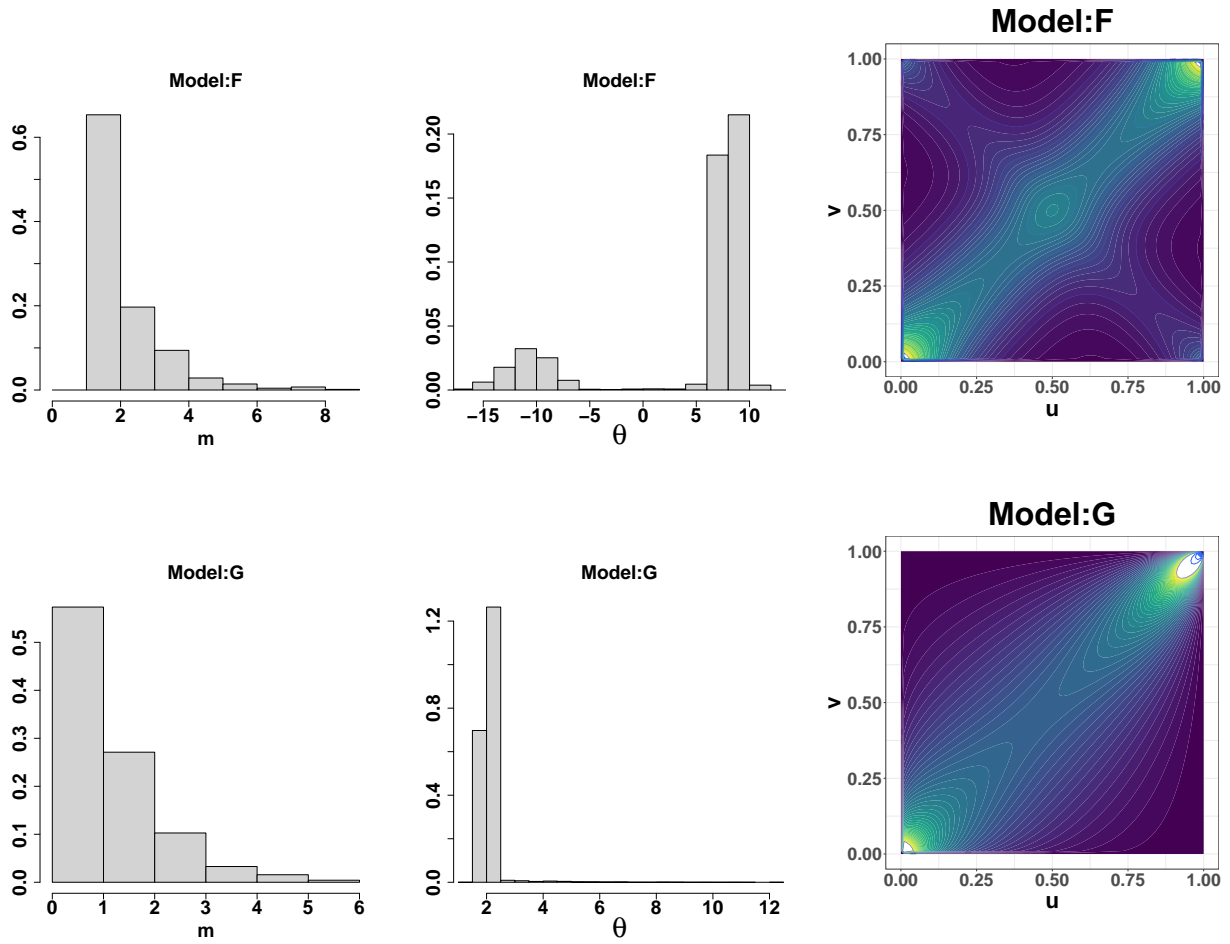 Model:F
0.0 0.2 0.4 0.6
0 2 4 6 8
m
Model:F
0.00 0.05 0.10 0.15 0.20
−15 −10 −5 0 5 10
θ
Model:F
1.00
0.75
0.50
0.25
0.00
v
0.00 0.25 0.50 0.75 1.00
u
Model:G
0.0 0.1 0.2 0.3 0.4 0.5
0 1 2 3 4 5 6
m
Model:G
0.0 0.4 0.8 1.2
2 4 6 8 10 12
θ
Model:G
1.00
0.75
0.50
0.25
0.00
v
0.00 0.25 0.50 0.75 1.00
u